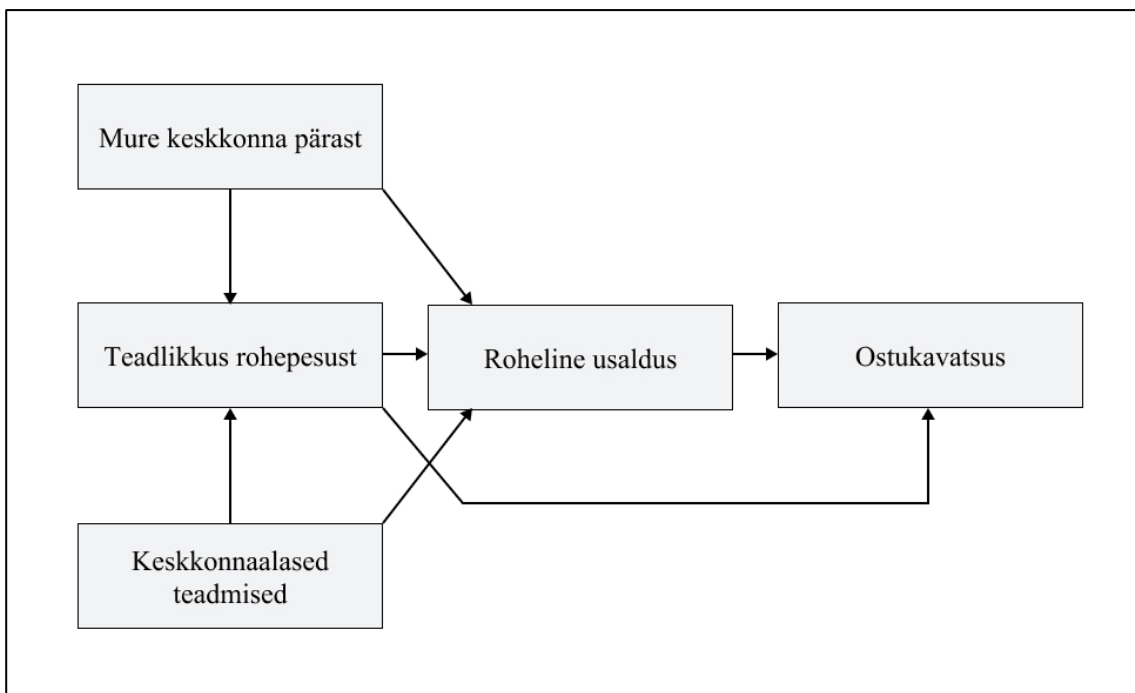 Mure keskkonna pärast
Teadlikkus rohepesust
Roheline usaldus
Ostukavatsus
Keskkonnaalased
teadmised